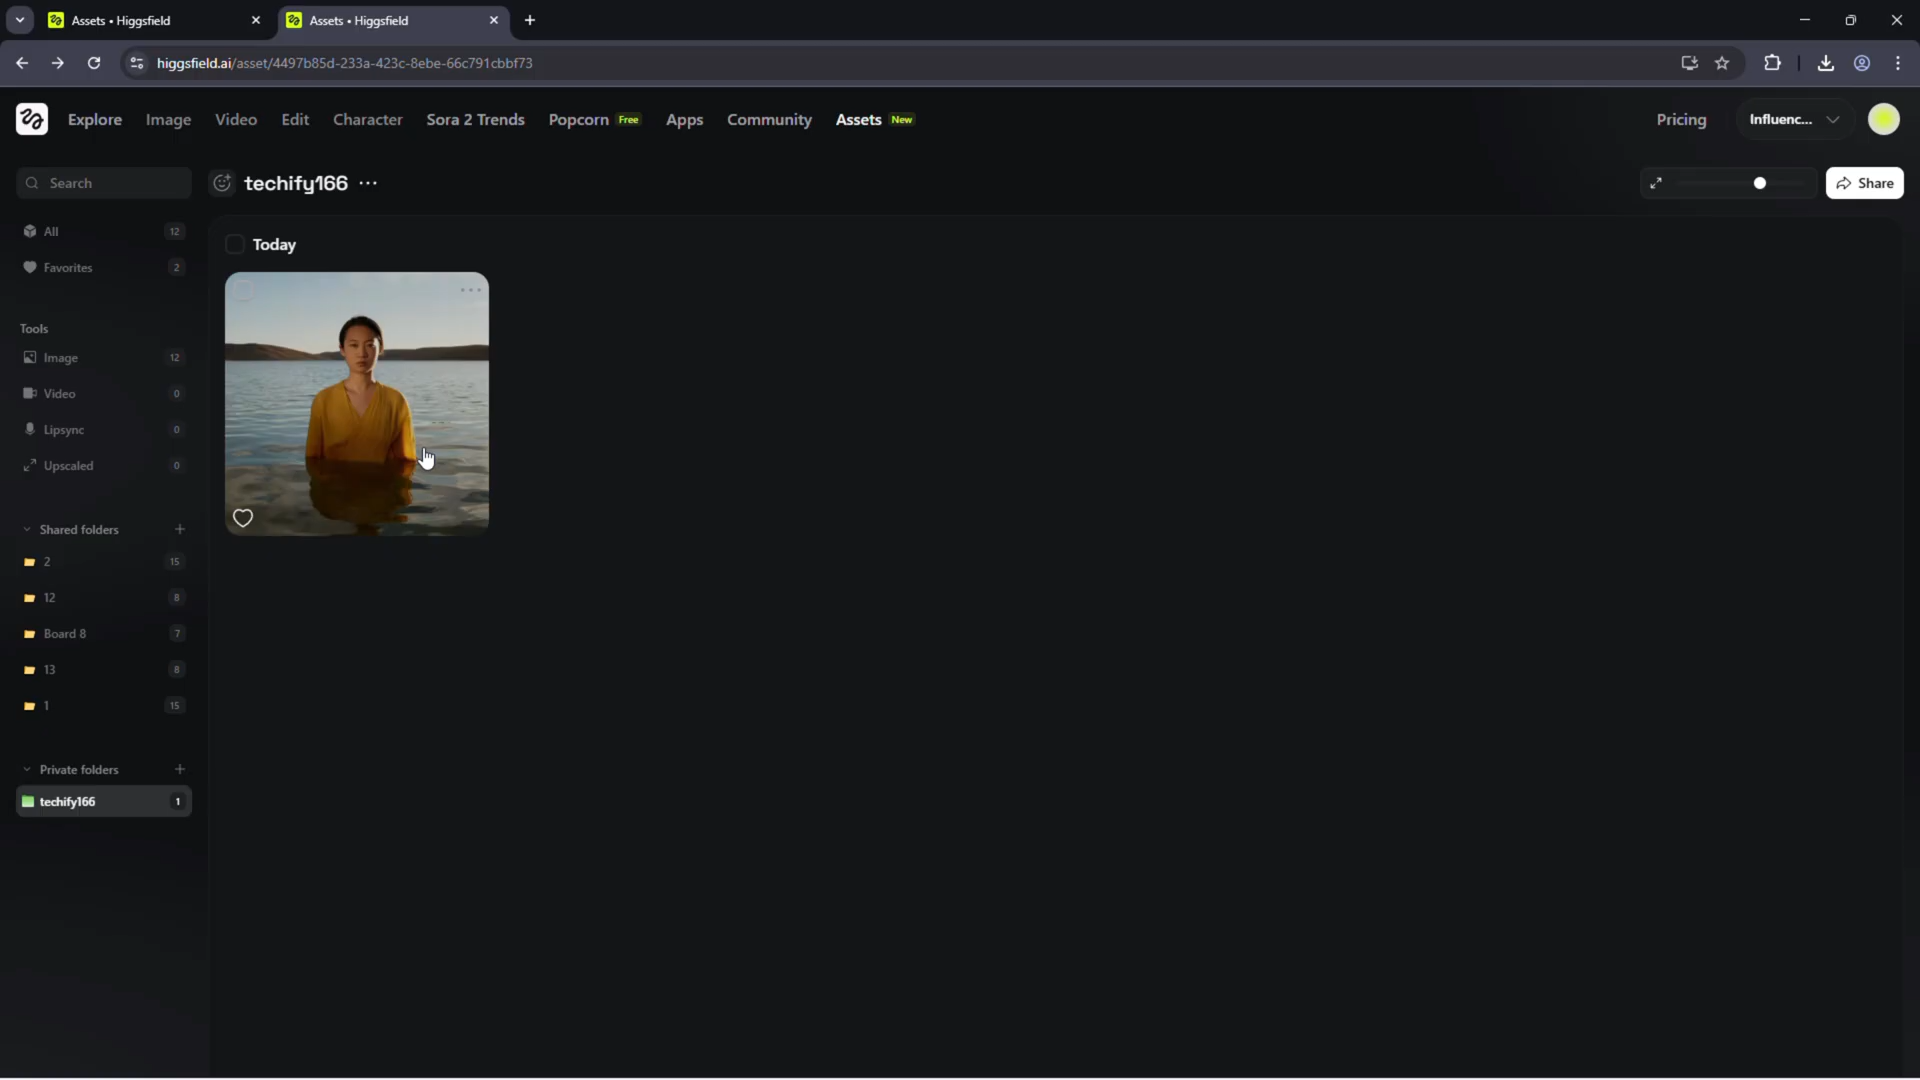 Assets • Higgsfield
Assets • Higgsfield
higgsfield.ai/asset/4497b85d-233a-423c-8ebe-66c791cbbf73
Explore Image Video Edit Character Sora 2 Trends Popcorn Free Apps Community Assets New Pricing Influenc...
Search
techify166 ...
Share
All 12
Favorites 2
Today
Tools
Image 12
Video 0
Lipsync 0
Upscaled 0
Shared folders
2 15
12 8
Board 8 7
13 8
1 15
Private folders
techify166 1